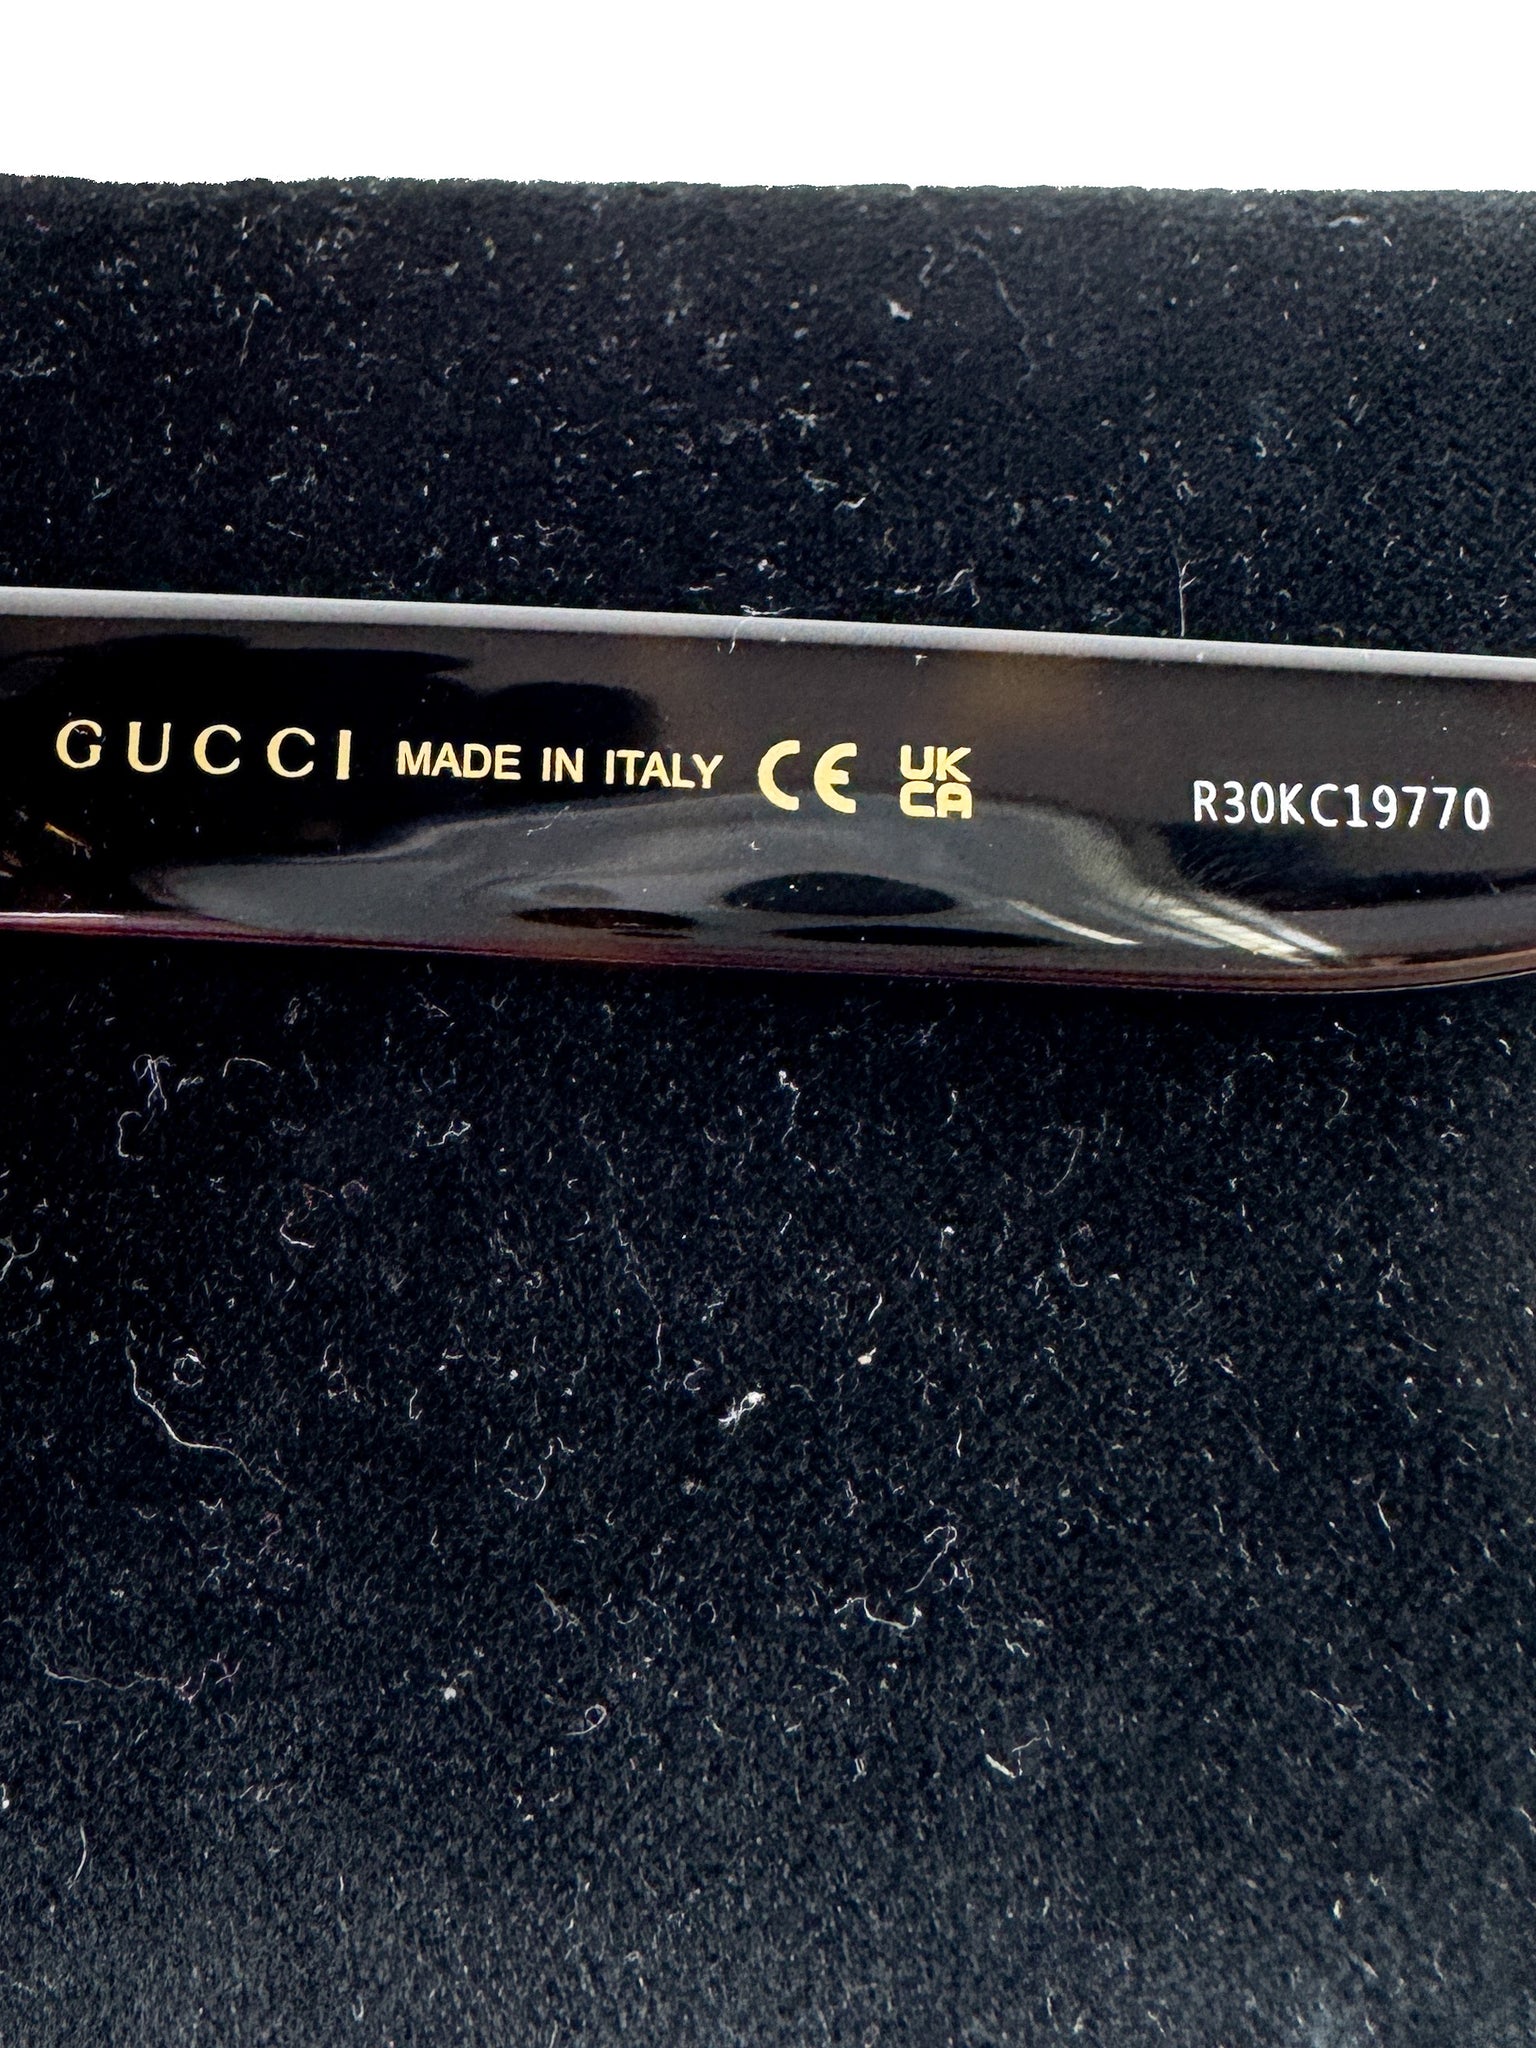 GUCCI MADE IN ITALY CE UK
CA R30KC19770